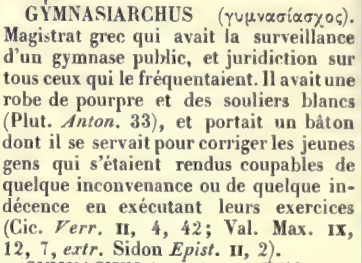 GYMNASIARCHUS (γυμνασίασχος).
Magistrat grec qui avait la surveillance
d'un gymnase public, et juridiction sur
tous ceux qui le fréquentaient. Il avait une
robe de pourpre et des souliers blancs
(Plut. Anton. 33), et portait un bâton
dont il se servait pour corriger les jeunes
gens qui s'étaient rendus coupables de
quelque inconvenance ou de quelque in-
décence en exécutant leurs exercices
(Cic. Verr. II, 4, 42; Val. Max. IX,
12, 7, extr. Sidon Epist. II, 2).